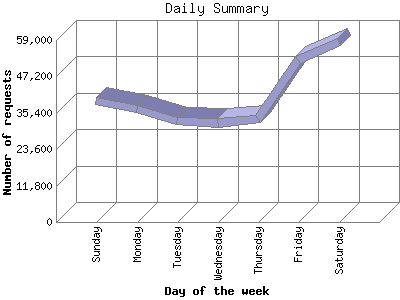 Daily Summary
59,000
47,200
35,400
23,600
11,800
0
Number of requests
Sunday
Monday
Tuesday
Wednesday
Thursday
Friday
Saturday
Day of the week